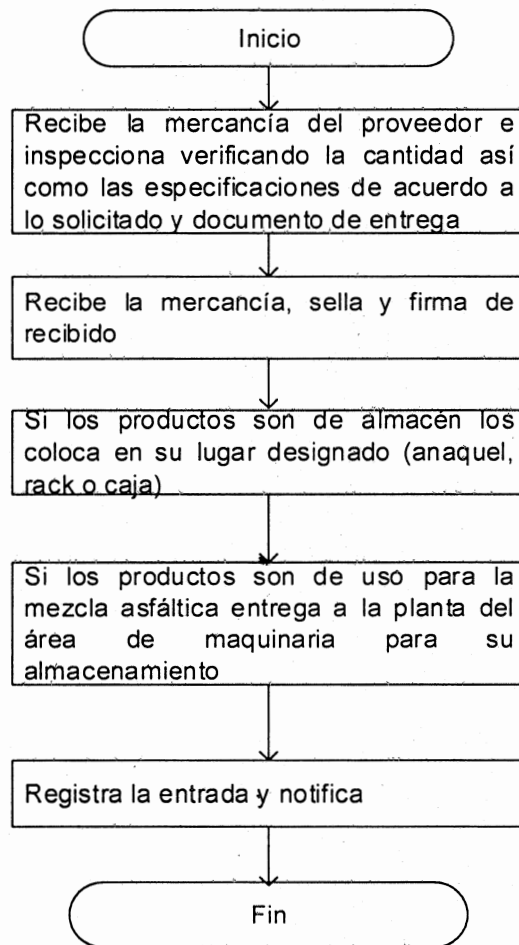 Inicio
Recibe la mercancía del proveedor e
inspecciona verificando la cantidad así
como las especificaciones de acuerdo a
lo solicitado y documento de entrega
Recibe la mercancía, sella y firma de
recibido
Si los productos son de almacén los
coloca en su lugar designado (anaquel,
rack o caja)
Si los productos son de uso para la
mezcla asfáltica entrega a la planta del
área de maquinaria para su
almacenamiento
Registra la entrada y notifica
Fin